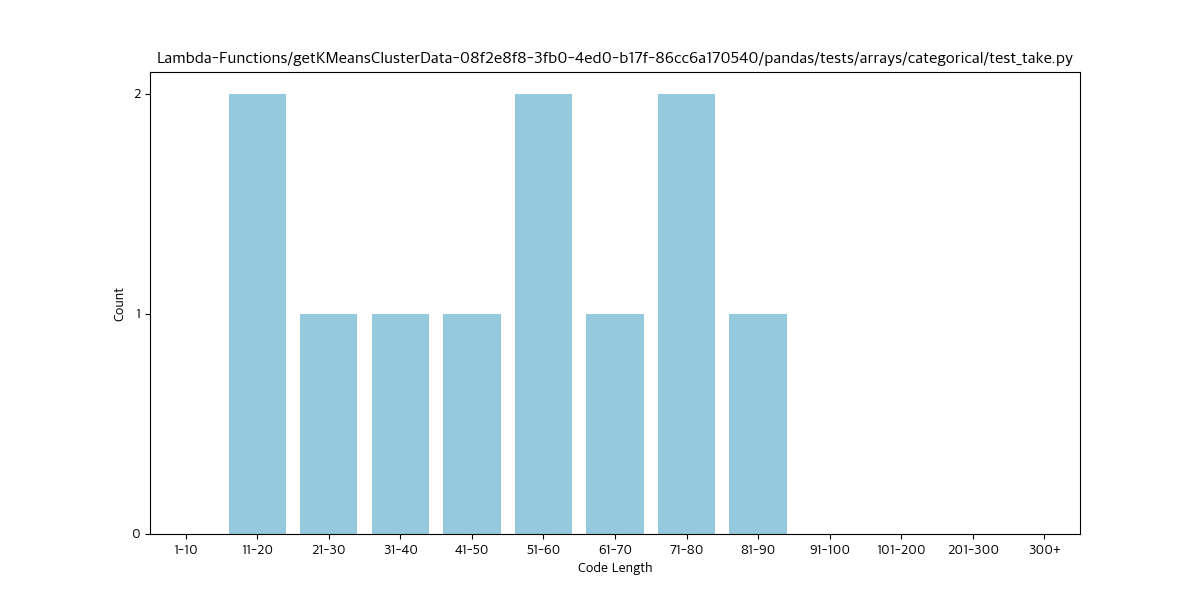 Lambda-Functions/getKMeansClusterData-08f2e8f8-3fb0-4ed0-b17f-86cc6a170540/pandas/tests/arrays/categorical/test_take.py
2
1
0
Count
1-10 11-20 21-30 31-40 41-50 51-60 61-70 71-80 81-90 91-100 101-200 201-300 300+
Code Length